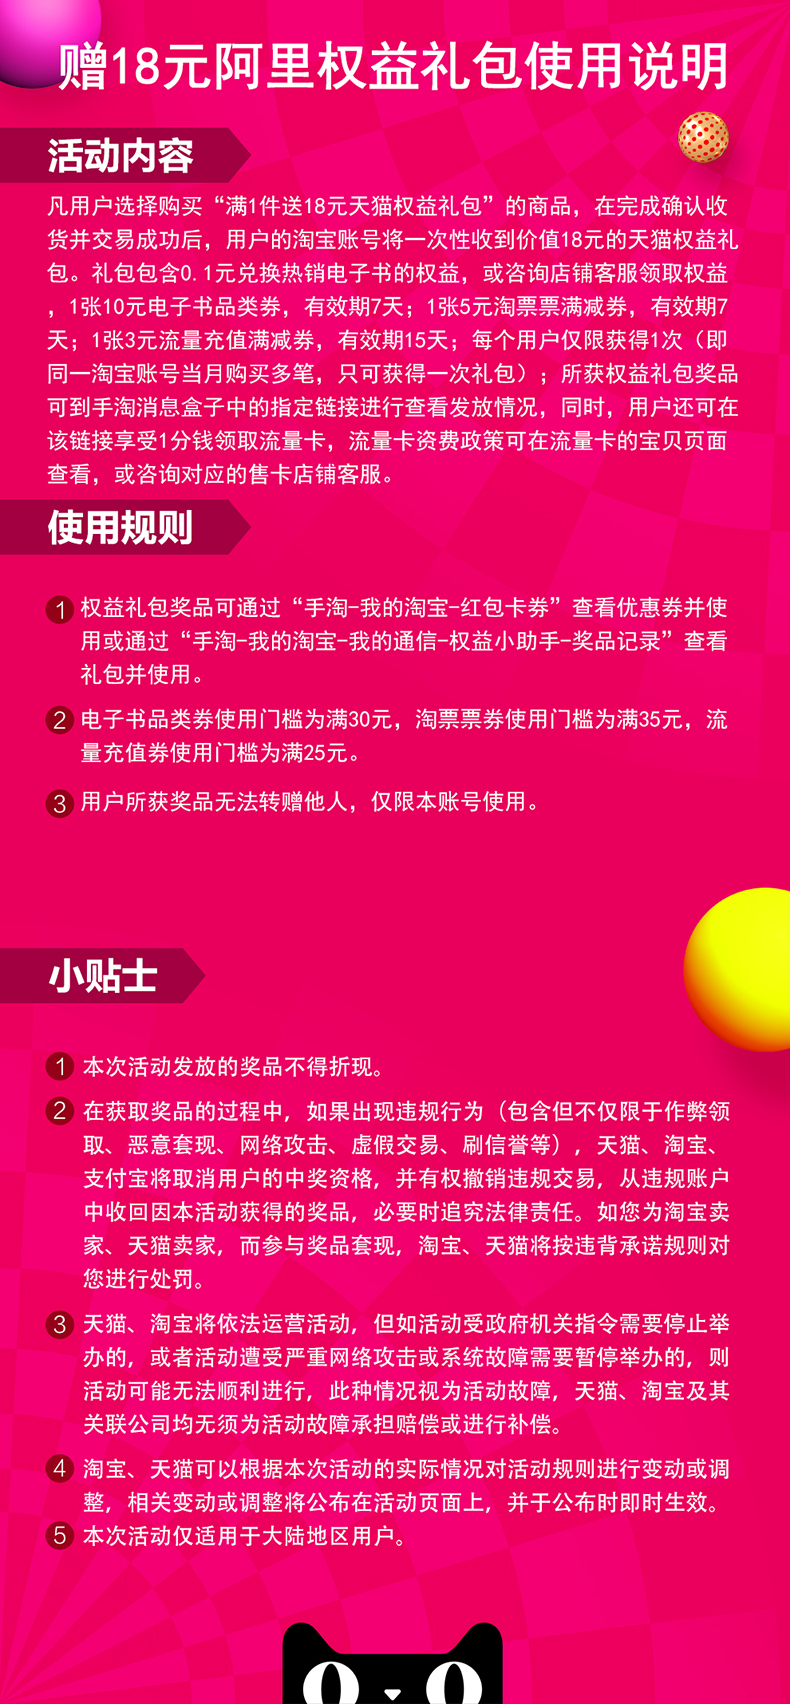 赠18元阿里权益礼包使用说明
活动内容
凡用户选择购买“满1件送18元天猫权益礼包”的商品，在完成确认收
货并交易成功后，用户的淘宝账号将一次性收到价值18元的天猫权益礼
包。礼包包含0.1元兑换热销电子书的权益，或咨询店铺客服领取权益
，1张10元电子书品类券，有效期7天；1张5元淘票票满减券，有效期7
天；1张3元流量充值满减券，有效期15天；每个用户仅限获得1次（即
同一淘宝账号当月购买多笔，只可获得一次礼包）；所获权益礼包奖品
可到手淘消息盒子中的指定链接进行查看发放情况，同时，用户还可在
该链接享受1分钱领取流量卡，流量卡资费政策可在流量卡的宝贝页面
查看，或咨询对应的售卡店铺客服。
使用规则
1 权益礼包奖品可通过“手淘-我的淘宝-红包卡券”查看优惠券并使
用或通过“手淘-我的淘宝-我的通信-权益小助手-奖品记录”查看
礼包并使用。
2 电子书品类券使用门槛为满30元，淘票票券使用门槛为满35元，流
量充值券使用门槛为满25元。
3 用户所获奖品无法转赠他人，仅限本账号使用。
小贴士
1 本次活动发放的奖品不得折现。
2 在获取奖品的过程中，如果出现违规行为（包含但不仅限于作弊领
取、恶意套现、网络攻击、虚假交易、刷信誉等），天猫、淘宝、
支付宝将取消用户的中奖资格，并有权撤销违规交易，从违规账户
中收回因本活动获得的奖品，必要时追究法律责任。如您为淘宝卖
家、天猫卖家，而参与奖品套现，淘宝、天猫将按违背承诺规则对
您进行处罚。
3 天猫、淘宝将依法运营活动，但如活动受政府机关指令需要停止举
办的，或者活动遭受严重网络攻击或系统故障需要暂停举办的，则
活动可能无法顺利进行，此种情况视为活动故障，天猫、淘宝及其
关联公司均无须为活动故障承担赔偿或进行补偿。
4 淘宝、天猫可以根据本次活动的实际情况对活动规则进行变动或调
整，相关变动或调整将公布在活动页面上，并于公布时即时生效。
5 本次活动仅适用于大陆地区用户。